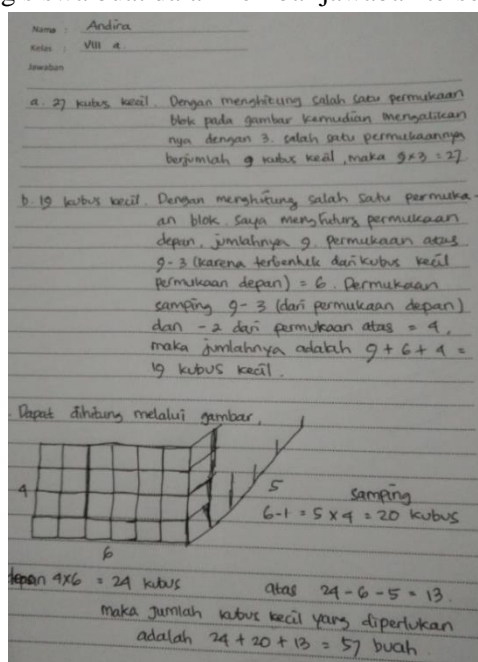 Nama : Andira
Kelas : VIII a
Jawaban
a. 27 kubus kecil. Dengan menghitung salah satu permukaan
blok pada gambar kemudian mengalikan
nya dengan 3. salah satu permukaannya
berjumlah 9 kubus kecil, maka 9×3 = 27
b. 19 kubus kecil. Dengan menghitung salah satu permuka-
an blok. saya menghitung permukaan
depan, jumlahnya 9. permukaan atas
9-3 (karena terbentuk dari kubus kecil
permukaan depan) = 6. Permukaan
samping 9-3 (dari permukaan depan)
dan -2 dari permukaan atas = 4,
maka jumlahnya adalah 9+6+4 =
19 kubus kecil.
Dapat dihitung melalui gambar,
4
5
6
samping
6-1 = 5 × 4 = 20 kubus
depan 4×6 = 24 kubus
atas 24-6-5 = 13.
maka jumlah kubus kecil yang diperlukan
adalah 24+20+13 = 57 buah.